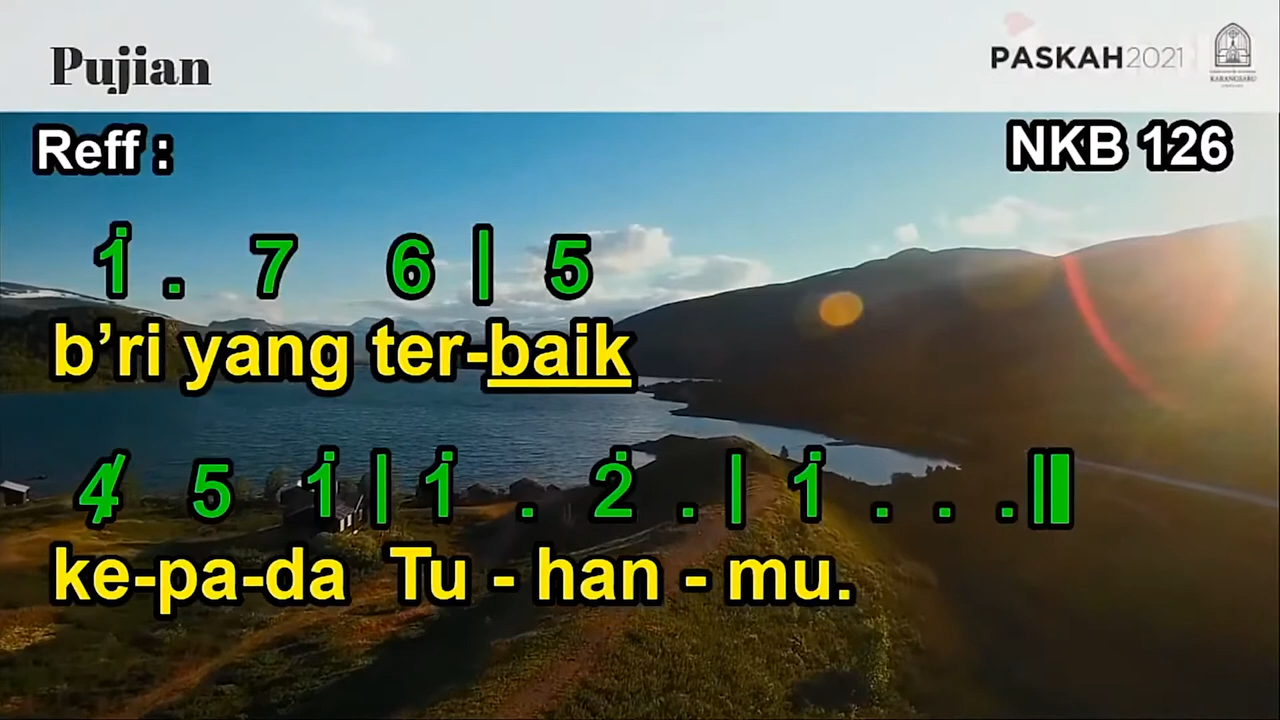 Pujian
PASKAH2021
KARANGSARU
Reff :
NKB 126
1̇ . 7 6 | 5
b’ri yang ter-baik
4̸ 5 1̇ | 1̇ . 2̇ . | 1̇ . . . ||
ke-pa-da Tu - han - mu.